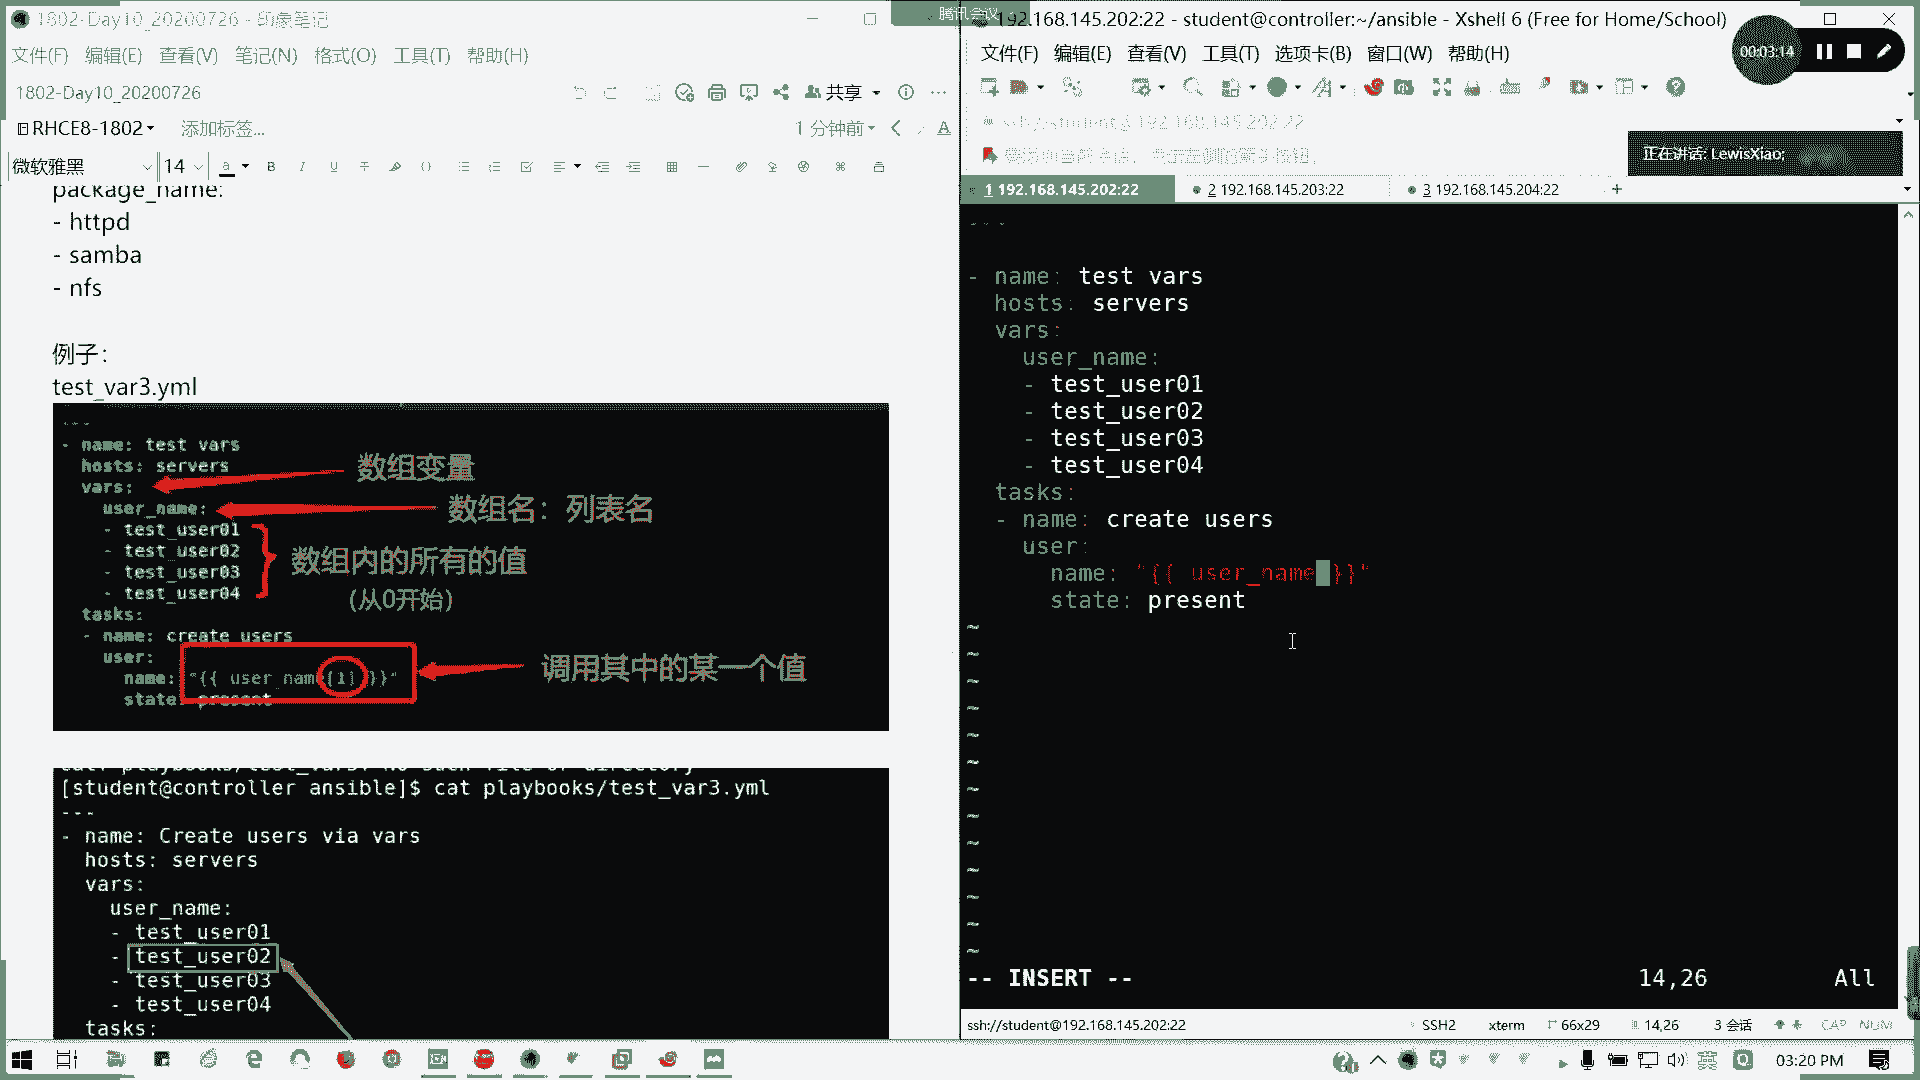 1802-Day10_20200726 - 印象笔记
文件(F) 编辑(E) 查看(V) 笔记(N) 格式(O) 工具(T) 帮助(H)
1802-Day10_20200726
共享
RHCE8-1802
添加标签...
1 分钟前
微软雅黑
14
package_name:
- httpd
- samba
- nfs
例子：
test_var3.yml
---
- name: test vars
hosts: servers
vars:
user_name:
- test_user01
- test_user02
- test_user03
- test_user04
tasks:
- name: create users
user:
name: "{{ user_name[1] }}"
state: present
数组变量
数组名：列表名
数组内的所有的值
(从0开始)
调用其中的某一个值
[student@controller ansible]$ cat playbooks/test_var3.yml
---
- name: Create users via vars
hosts: servers
vars:
user_name:
- test_user01
- test_user02
- test_user03
- test_user04
tasks:
腾讯会议
192.168.145.202:22 - student@controller:~/ansible - Xshell 6 (Free for Home/School)
文件(F) 编辑(E) 查看(V) 工具(T) 选项卡(B) 窗口(W) 帮助(H)
00:03:14
ssh://student@192.168.145.202:22
正在讲话: LewisXiao;
1 192.168.145.202:22
2 192.168.145.203:22
3 192.168.145.204:22
---
- name: test vars
hosts: servers
vars:
user_name:
- test_user01
- test_user02
- test_user03
- test_user04
tasks:
- name: create users
user:
name: "{{ user_name }}"
state: present
-- INSERT --
14,26
All
ssh://student@192.168.145.202:22
SSH2
xterm
66x29
14,26
3 会话
CAP NUM
英
03:20 PM